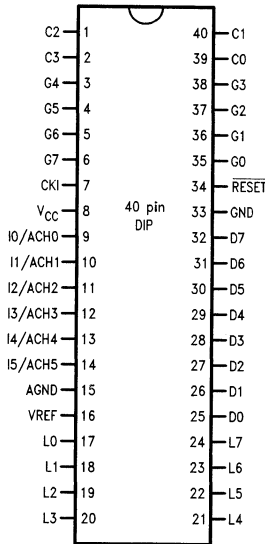 C2 1 40 C1
C3 2 39 C0
G4 3 38 G3
G5 4 37 G2
G6 5 36 G1
G7 6 35 G0
CKI 7 34 RESET
VCC 8 40 pin 33 GND
I0/ACH0 9 DIP 32 D7
I1/ACH1 10 31 D6
I2/ACH2 11 30 D5
I3/ACH3 12 29 D4
I4/ACH4 13 28 D3
I5/ACH5 14 27 D2
AGND 15 26 D1
VREF 16 25 D0
L0 17 24 L7
L1 18 23 L6
L2 19 22 L5
L3 20 21 L4